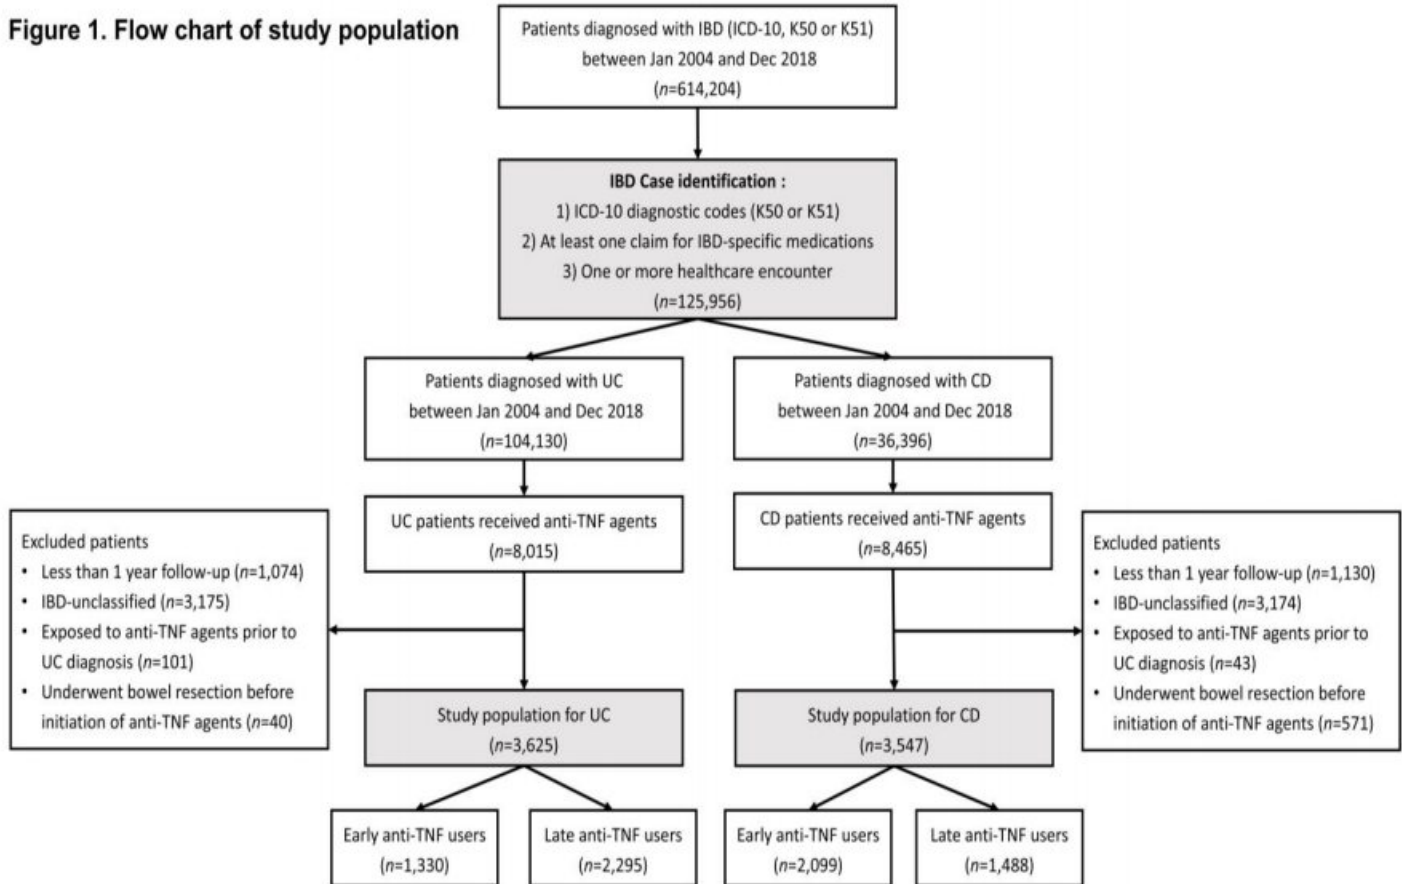 Figure 1. Flow chart of study population
Patients diagnosed with IBD (ICD-10, K50 or K51)
between Jan 2004 and Dec 2018
(n=614,204)
IBD Case identification :
1) ICD-10 diagnostic codes (K50 or K51)
2) At least one claim for IBD-specific medications
3) One or more healthcare encounter
(n=125,956)
Patients diagnosed with UC
between Jan 2004 and Dec 2018
(n=104,130)
Patients diagnosed with CD
between Jan 2004 and Dec 2018
(n=36,396)
UC patients received anti-TNF agents
(n=8,015)
CD patients received anti-TNF agents
(n=8,465)
Excluded patients
• Less than 1 year follow-up (n=1,074)
• IBD-unclassified (n=3,175)
• Exposed to anti-TNF agents prior to
UC diagnosis (n=101)
• Underwent bowel resection before
initiation of anti-TNF agents (n=40)
Excluded patients
• Less than 1 year follow-up (n=1,130)
• IBD-unclassified (n=3,174)
• Exposed to anti-TNF agents prior to
UC diagnosis (n=43)
• Underwent bowel resection before
initiation of anti-TNF agents (n=571)
Study population for UC
(n=3,625)
Study population for CD
(n=3,547)
Early anti-TNF users
(n=1,330)
Late anti-TNF users
(n=2,295)
Early anti-TNF users
(n=2,099)
Late anti-TNF users
(n=1,488)